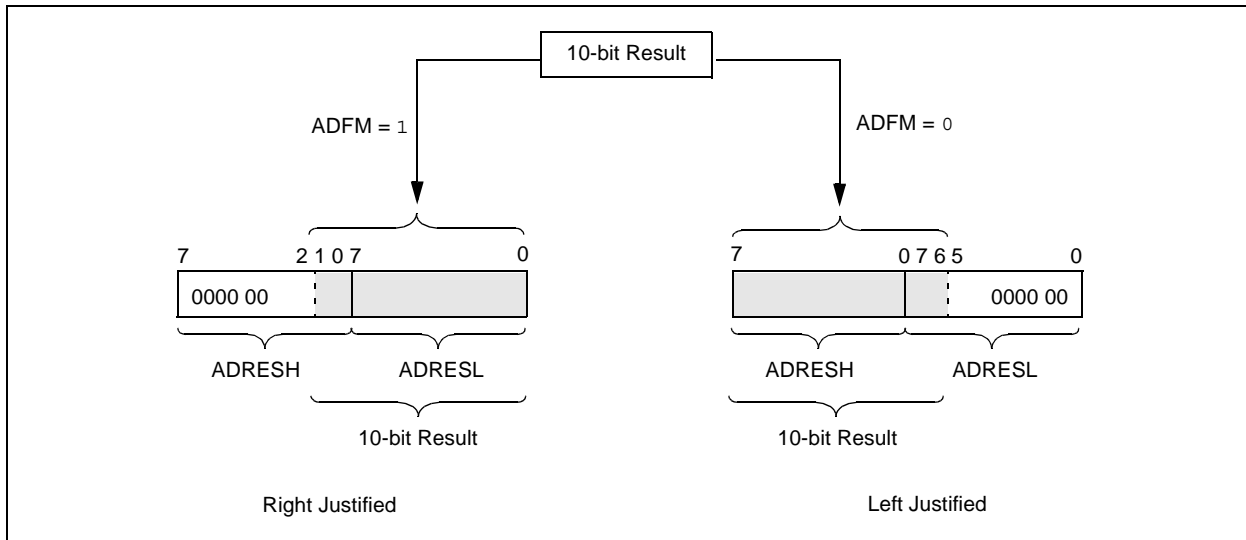 10-bit Result
ADFM = 1
ADFM = 0
7 2 1 0 7 0
7 0 7 6 5 0
0000 00
0000 00
ADRESH ADRESL
ADRESH ADRESL
10-bit Result
10-bit Result
Right Justified
Left Justified